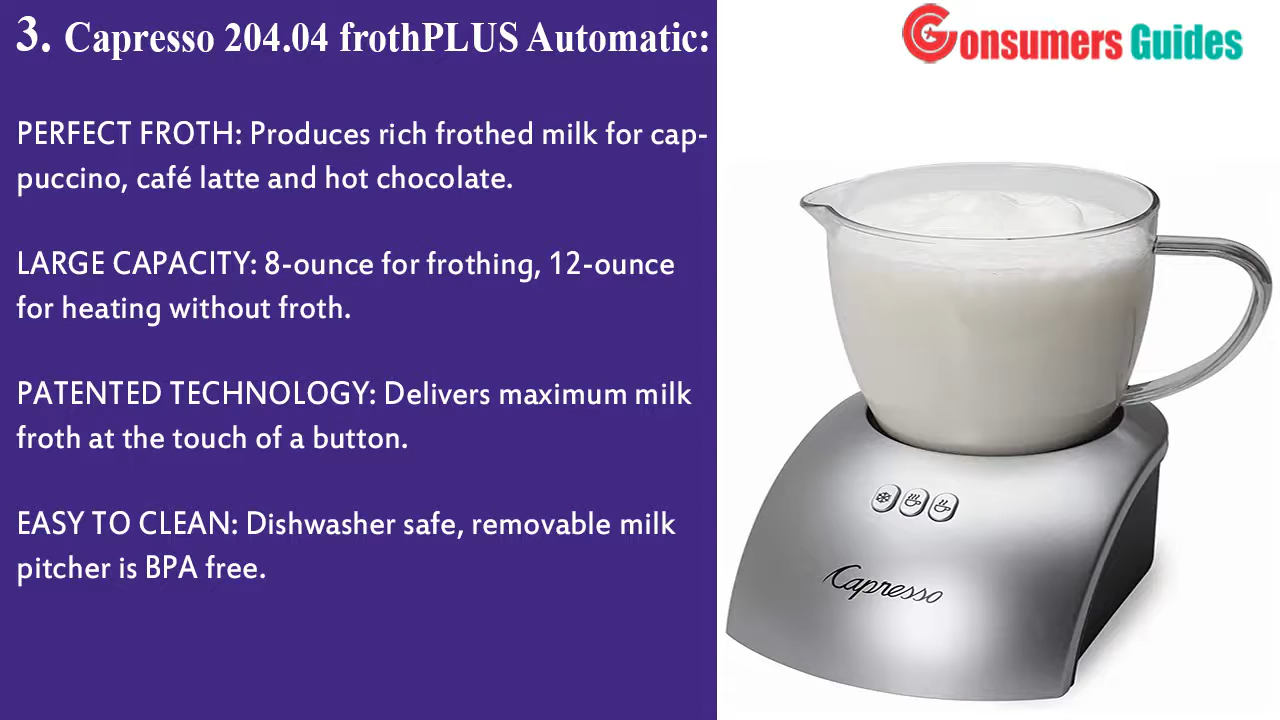 3. Capresso 204.04 frothPLUS Automatic:
Consumers Guides
PERFECT FROTH: Produces rich frothed milk for cap-
puccino, café latte and hot chocolate.
LARGE CAPACITY: 8-ounce for frothing, 12-ounce
for heating without froth.
PATENTED TECHNOLOGY: Delivers maximum milk
froth at the touch of a button.
EASY TO CLEAN: Dishwasher safe, removable milk
pitcher is BPA free.
Capresso